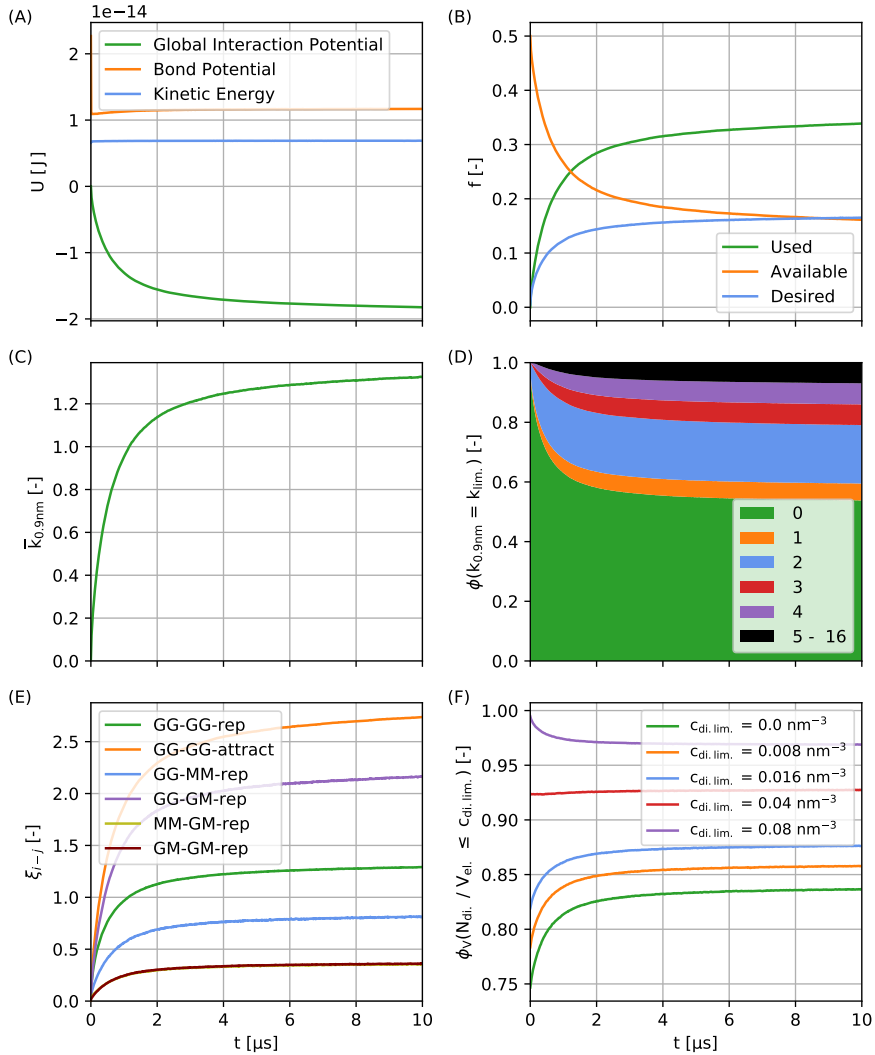 (A)
1e−14
Global Interaction Potential
Bond Potential
Kinetic Energy
U [J]
2
1
0
−1
−2
(B)
f [-]
0.5
0.4
0.3
0.2
0.1
0.0
Used
Available
Desired
(C)
k̅0.9nm [-]
1.2
1.0
0.8
0.6
0.4
0.2
0.0
(D)
ϕ(k0.9nm = klim.) [-]
1.0
0.8
0.6
0.4
0.2
0.0
0
1
2
3
4
5 - 16
(E)
ξi−j [-]
2.5
2.0
1.5
1.0
0.5
0.0
GG-GG-rep
GG-GG-attract
GG-MM-rep
GG-GM-rep
MM-GM-rep
GM-GM-rep
0 2 4 6 8 10
t [μs]
(F)
ϕV(Ndi. / Vel. ≤ cdi. lim.) [-]
1.00
0.95
0.90
0.85
0.80
0.75
cdi. lim. = 0.0 nm−3
cdi. lim. = 0.008 nm−3
cdi. lim. = 0.016 nm−3
cdi. lim. = 0.04 nm−3
cdi. lim. = 0.08 nm−3
0 2 4 6 8 10
t [μs]